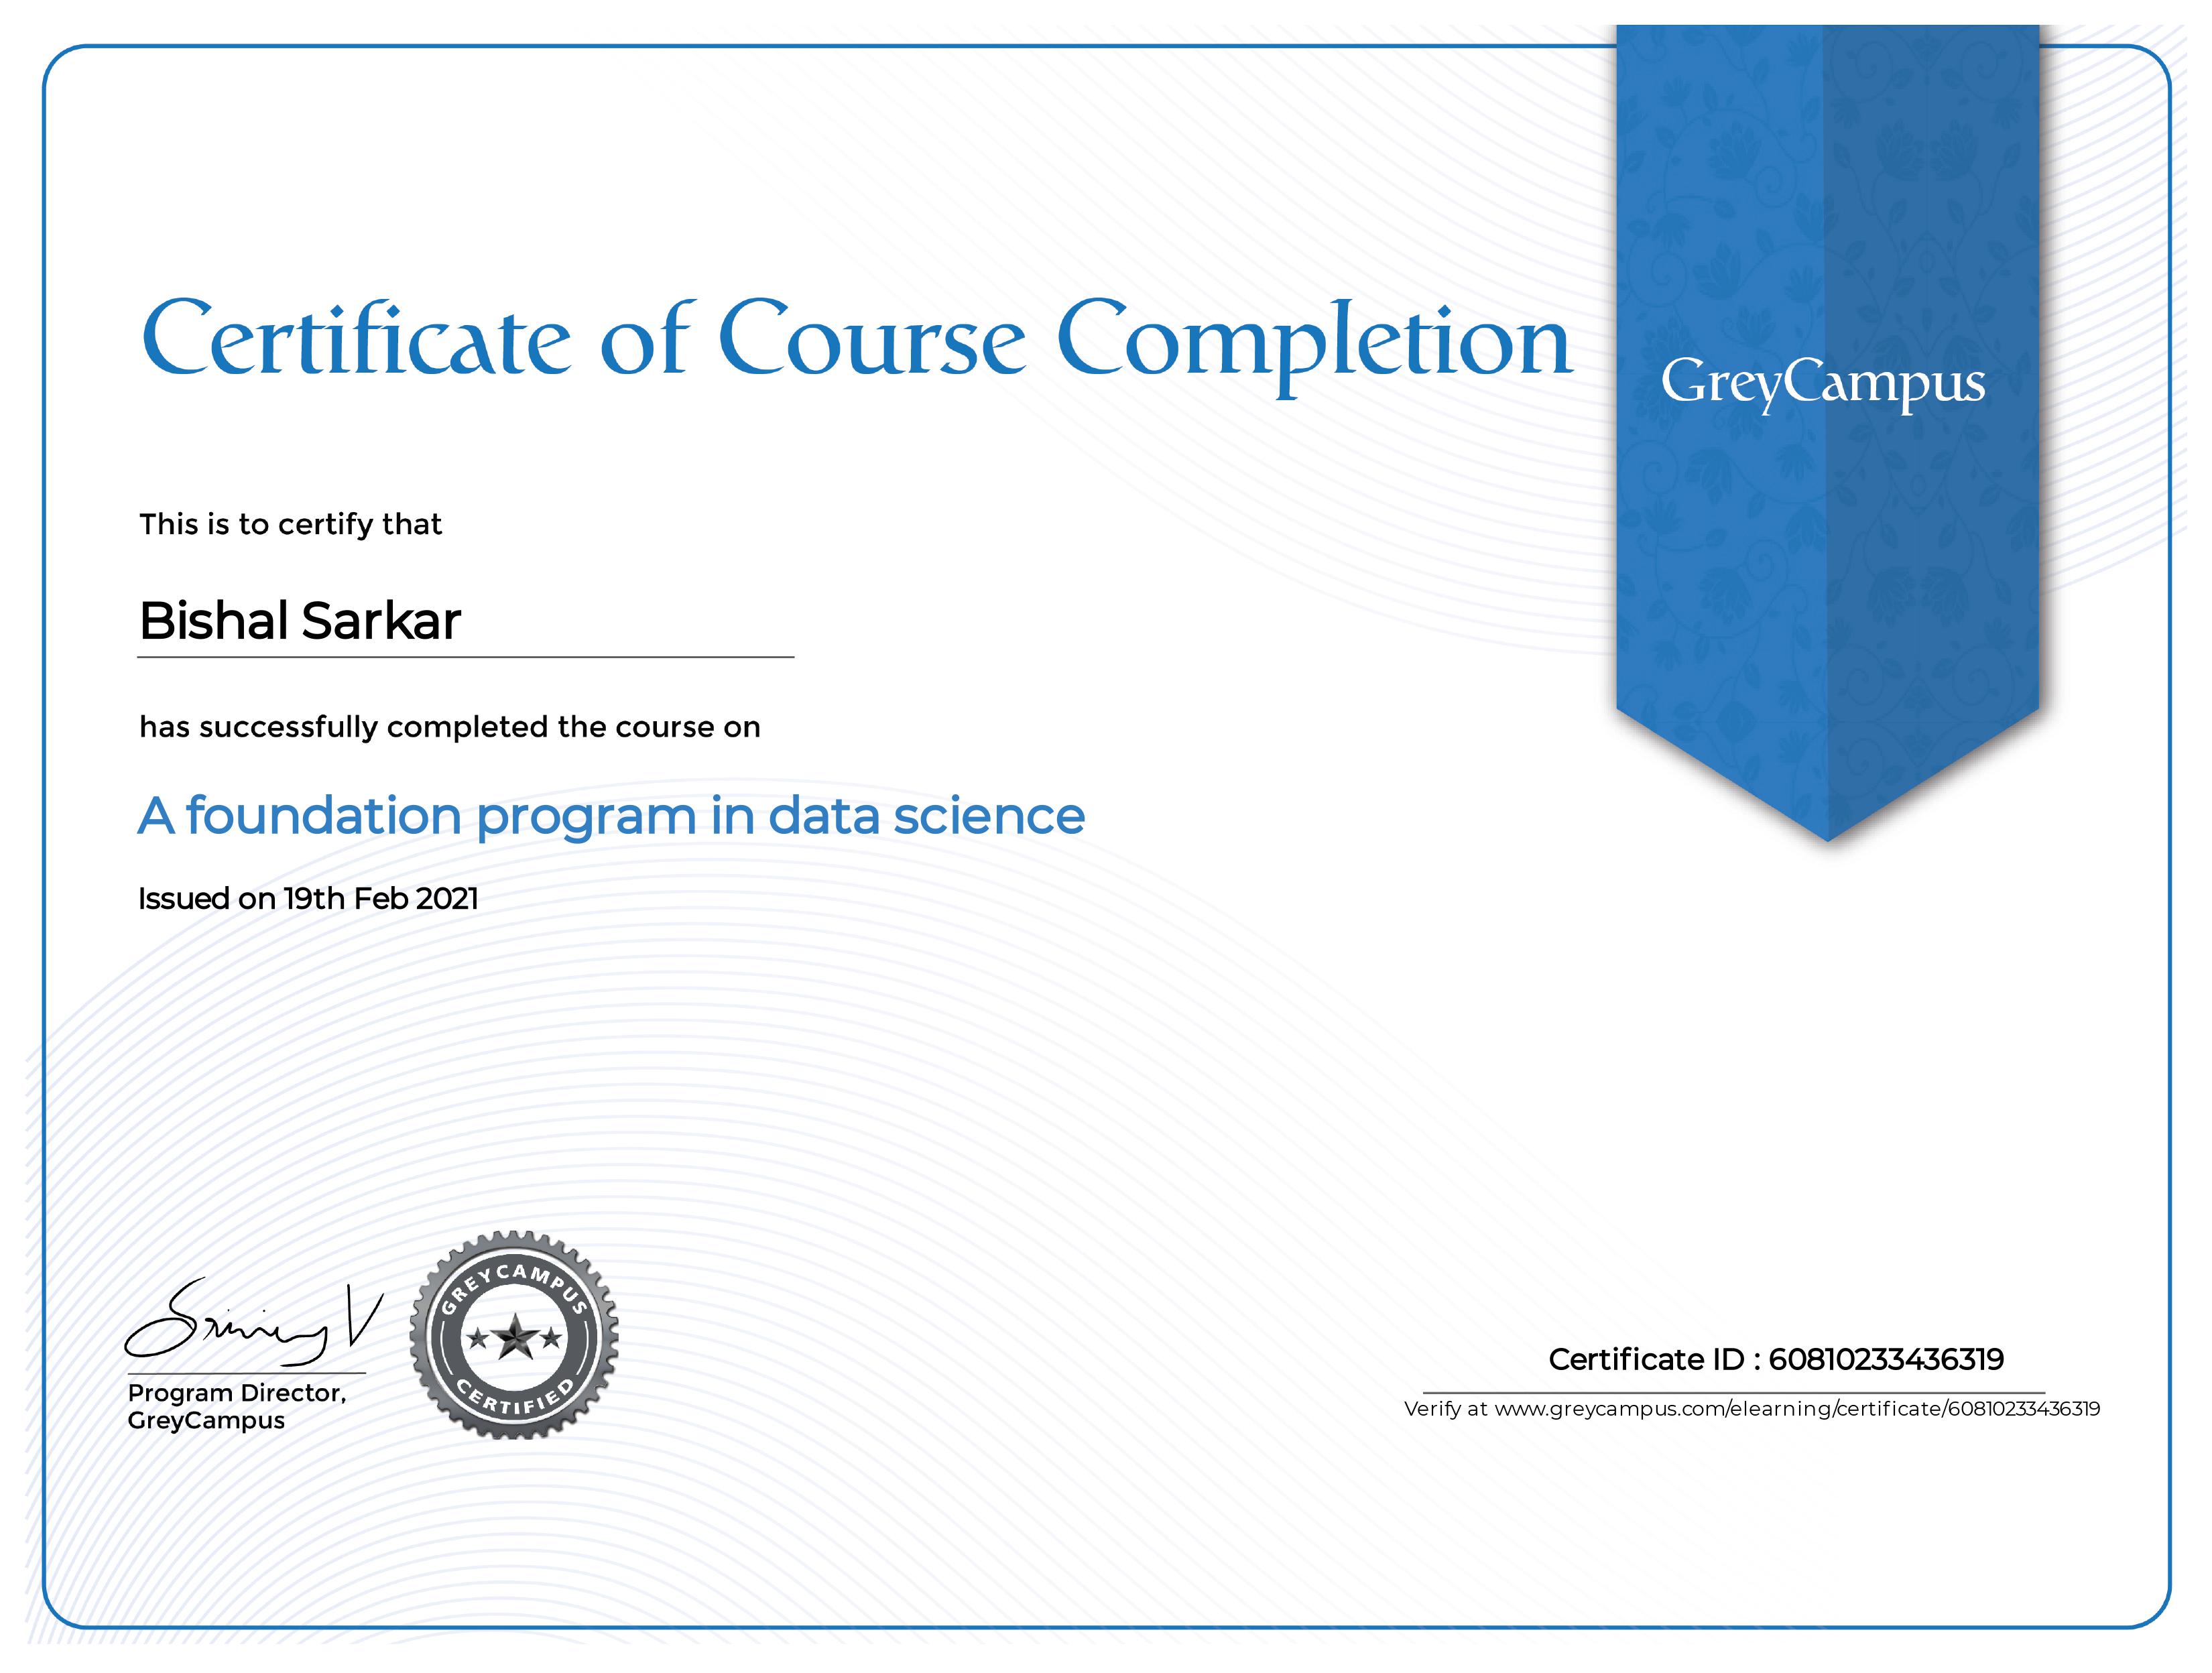 Certificate of Course Completion
GreyCampus
This is to certify that
Bishal Sarkar
has successfully completed the course on
A foundation program in data science
Issued on 19th Feb 2021
Program Director,
GreyCampus
GREYCAMPUS
CERTIFIED
Certificate ID : 60810233436319
Verify at www.greycampus.com/elearning/certificate/60810233436319